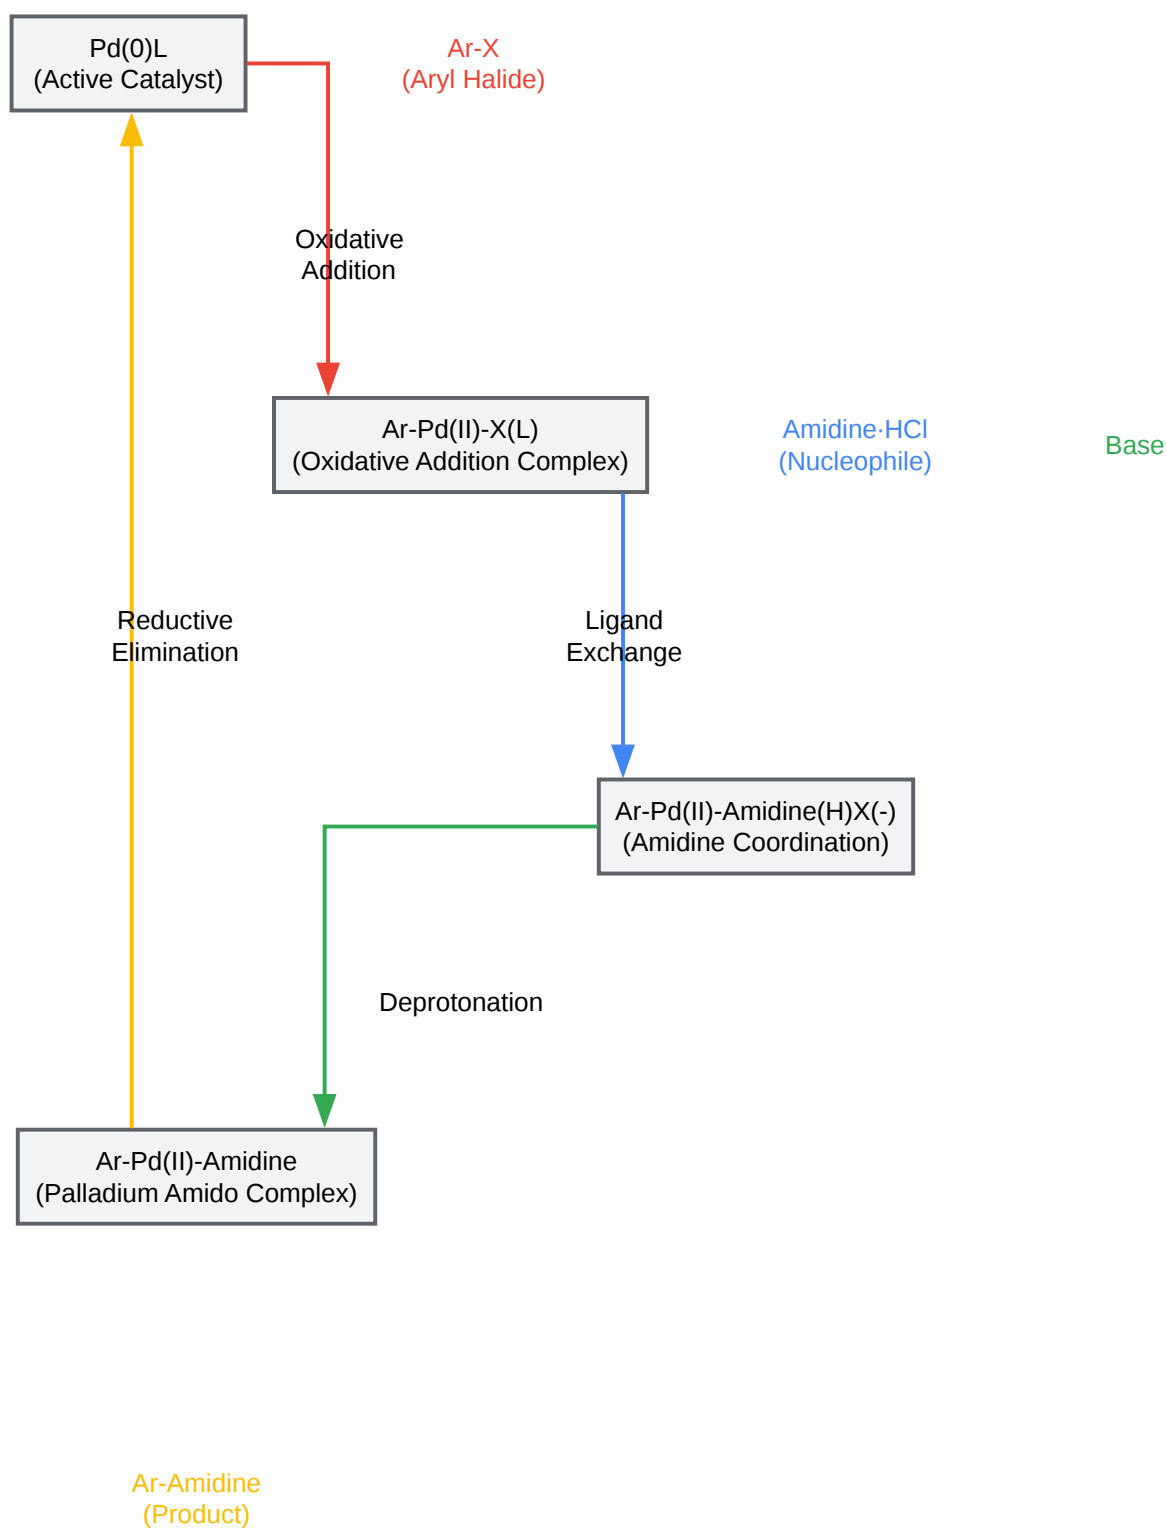 Pd(0)L
(Active Catalyst)
Ar-X
(Aryl Halide)
Oxidative
Addition
Ar-Pd(II)-X(L)
(Oxidative Addition Complex)
Amidine·HCl
(Nucleophile)
Base
Reductive
Elimination
Ligand
Exchange
Ar-Pd(II)-Amidine(H)X(-)
(Amidine Coordination)
Deprotonation
Ar-Pd(II)-Amidine
(Palladium Amido Complex)
Ar-Amidine
(Product)